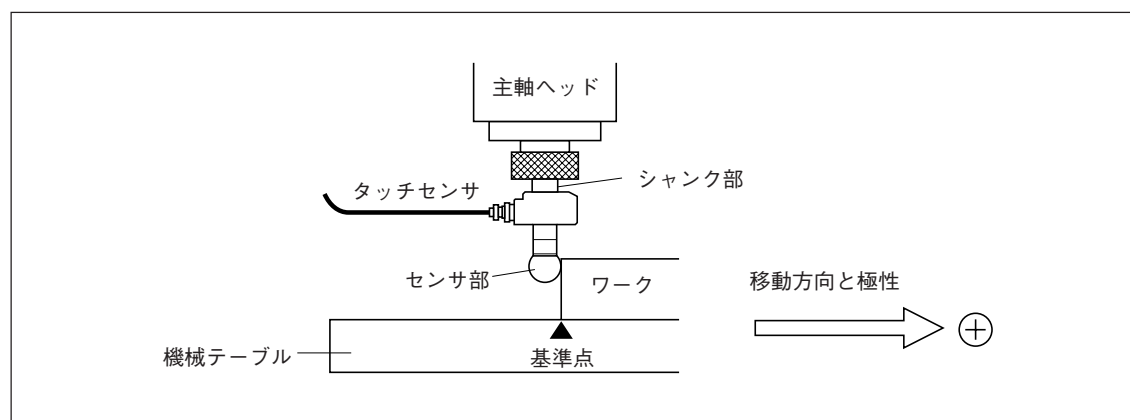 主軸ヘッド
シャンク部
タッチセンサ
センサ部
ワーク
移動方向と極性
機械テーブル
基準点